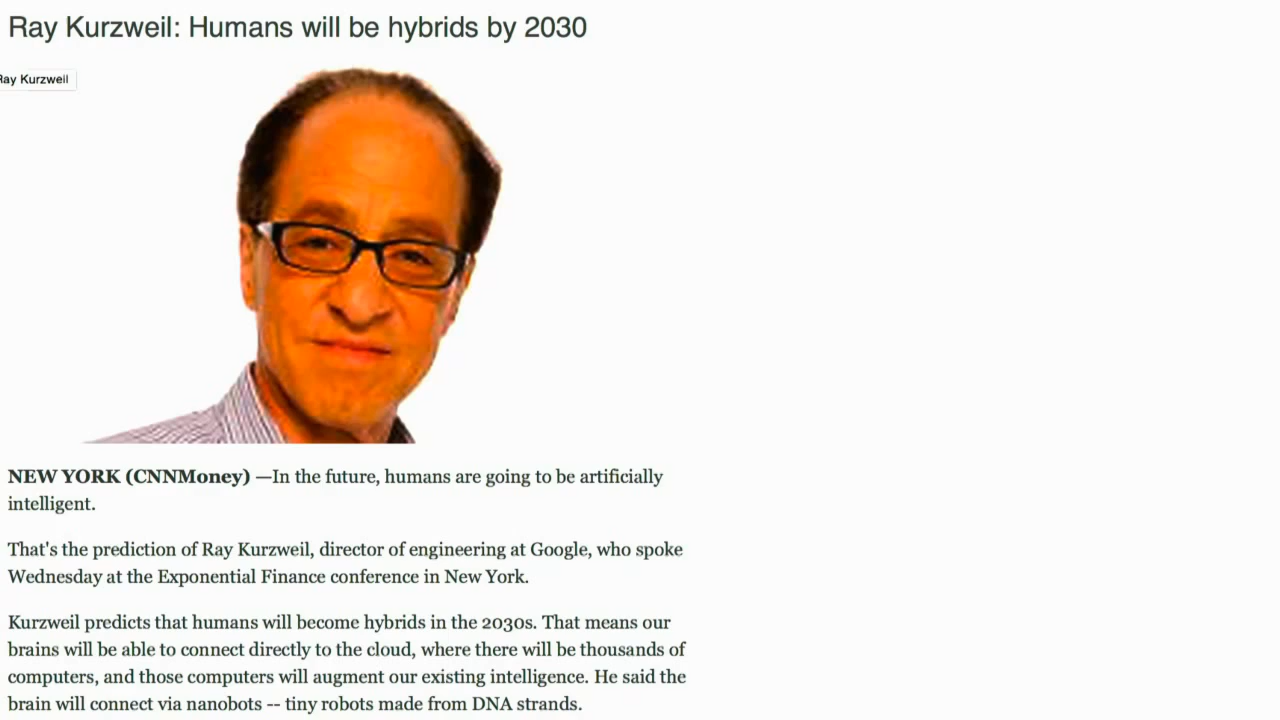 Ray Kurzweil: Humans will be hybrids by 2030
Ray Kurzweil
NEW YORK (CNNMoney) —In the future, humans are going to be artificially
intelligent.
That's the prediction of Ray Kurzweil, director of engineering at Google, who spoke
Wednesday at the Exponential Finance conference in New York.
Kurzweil predicts that humans will become hybrids in the 2030s. That means our
brains will be able to connect directly to the cloud, where there will be thousands of
computers, and those computers will augment our existing intelligence. He said the
brain will connect via nanobots -- tiny robots made from DNA strands.